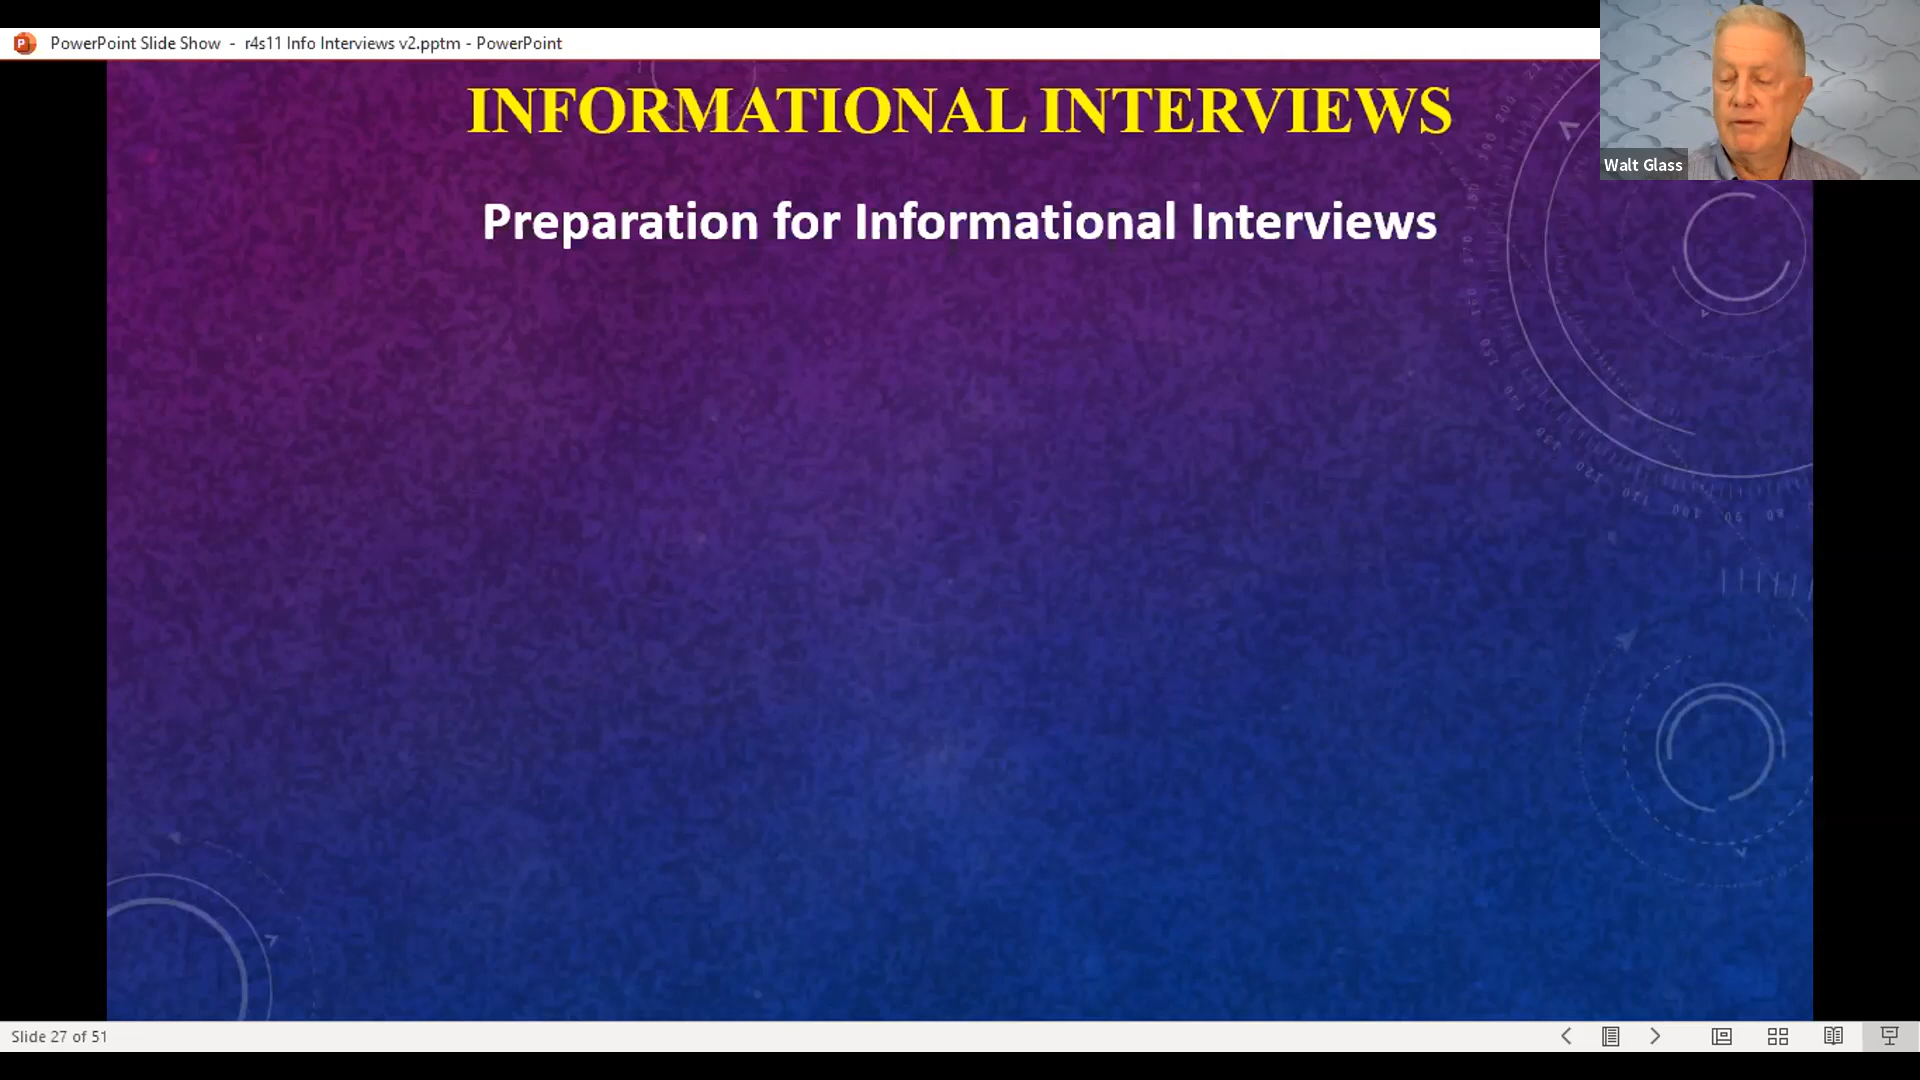 PowerPoint Slide Show - r4s11 Info Interviews v2.pptm - PowerPoint
INFORMATIONAL INTERVIEWS
Walt Glass
Preparation for Informational Interviews
Slide 27 of 51